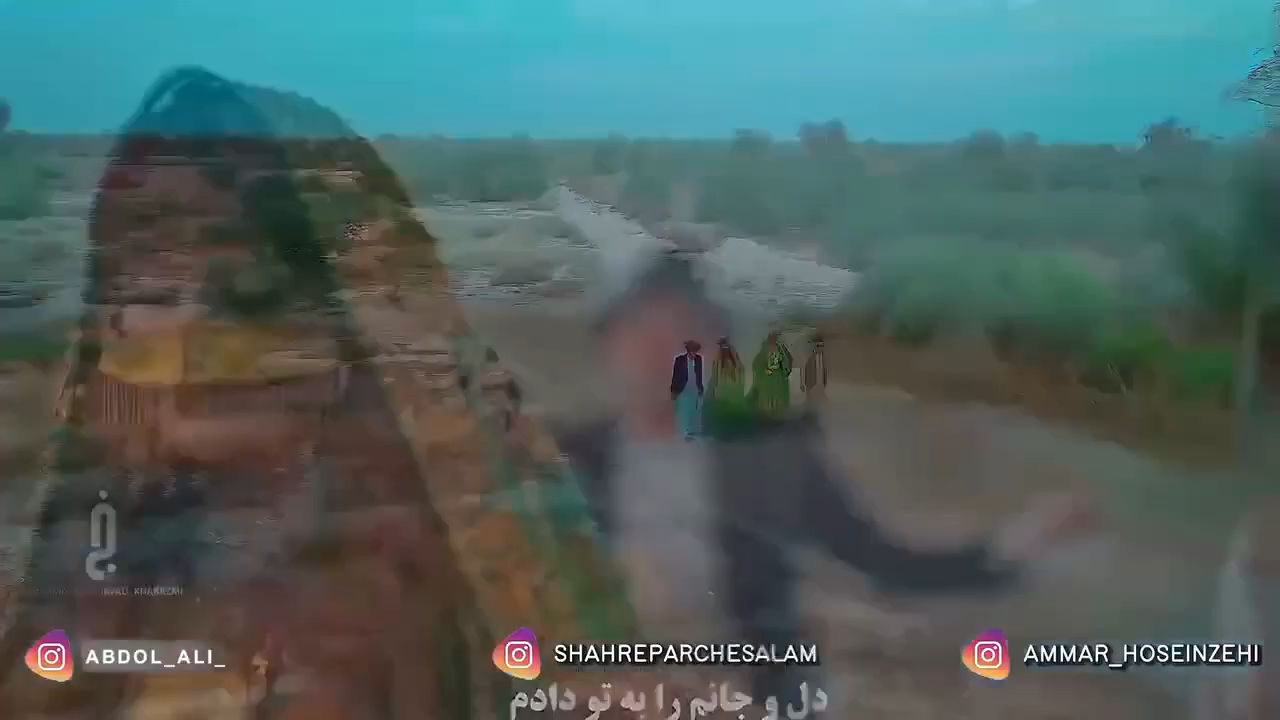 ABDOL_ALI_
SHAHREPARCHESALAM
AMMAR_HOSEINZEHI
دل و جانم را به تو دادم